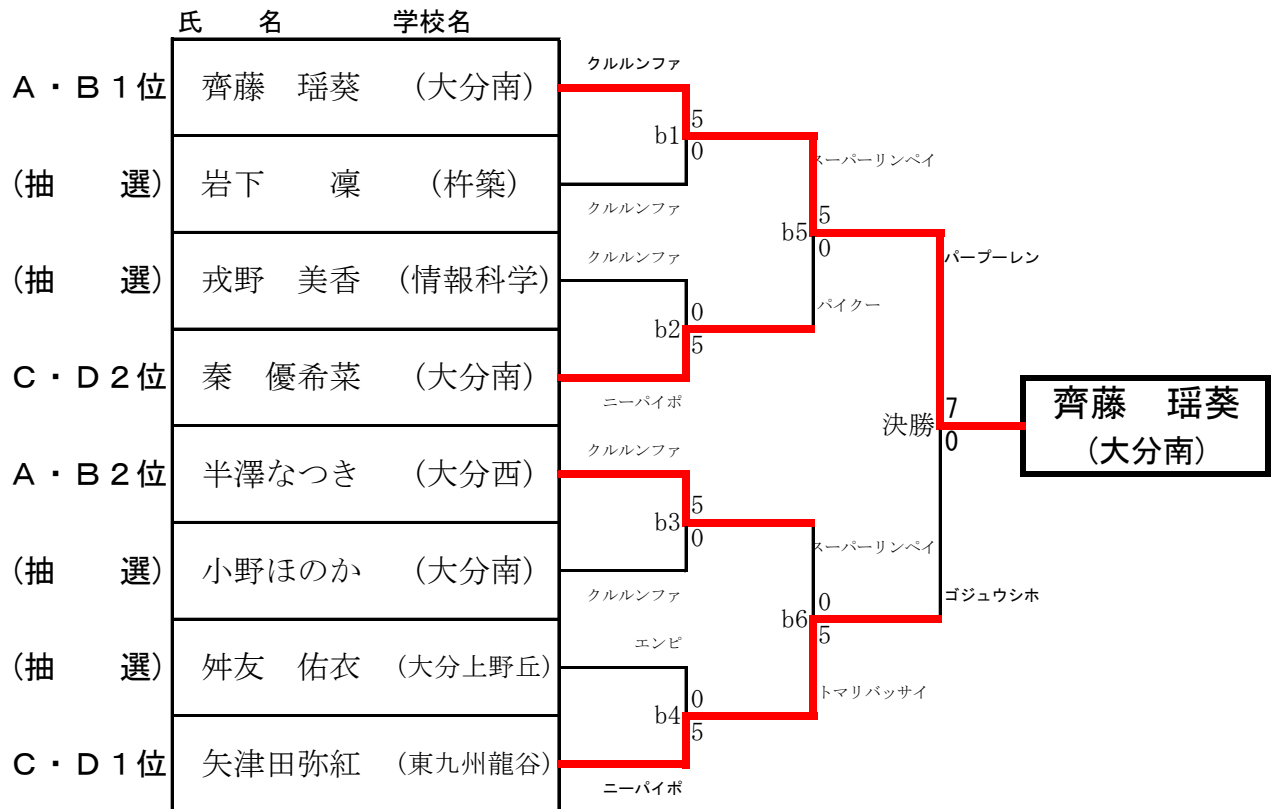 氏　名　学校名
A・B1位 齊藤　瑶葵 (大分南)
クルルンファ
b1 5 0
(抽　選) 岩下　凜 (杵築)
クルルンファ
スーパーリンペイ
b5 5 0
(抽　選) 戎野　美香 (情報科学)
クルルンファ
b2 0 5
パイクー
C・D2位 秦　優希菜 (大分南)
ニーパイポ
パープーレン
決勝 7 0
齊藤　瑶葵
(大分南)
A・B2位 半澤なつき (大分西)
クルルンファ
b3 5 0
(抽　選) 小野ほのか (大分南)
クルルンファ
スーパーリンペイ
b6 0 5
ゴジュウシホ
(抽　選) 舛友　佑衣 (大分上野丘)
エンピ
b4 0 5
トマリバッサイ
C・D1位 矢津田弥紅 (東九州龍谷)
ニーパイポ